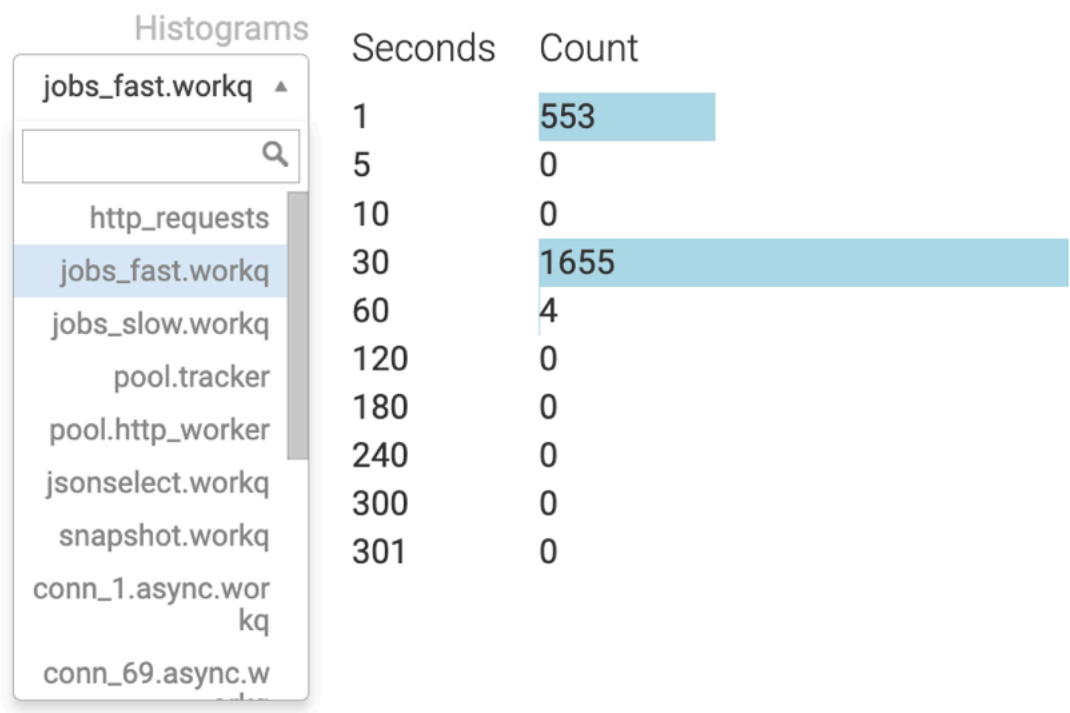 Histograms
jobs_fast.workq
http_requests
jobs_fast.workq
jobs_slow.workq
pool.tracker
pool.http_worker
jsonselect.workq
snapshot.workq
conn_1.async.wor
kq
conn_69.async.w
Seconds Count
1 553
5 0
10 0
30 1655
60 4
120 0
180 0
240 0
300 0
301 0